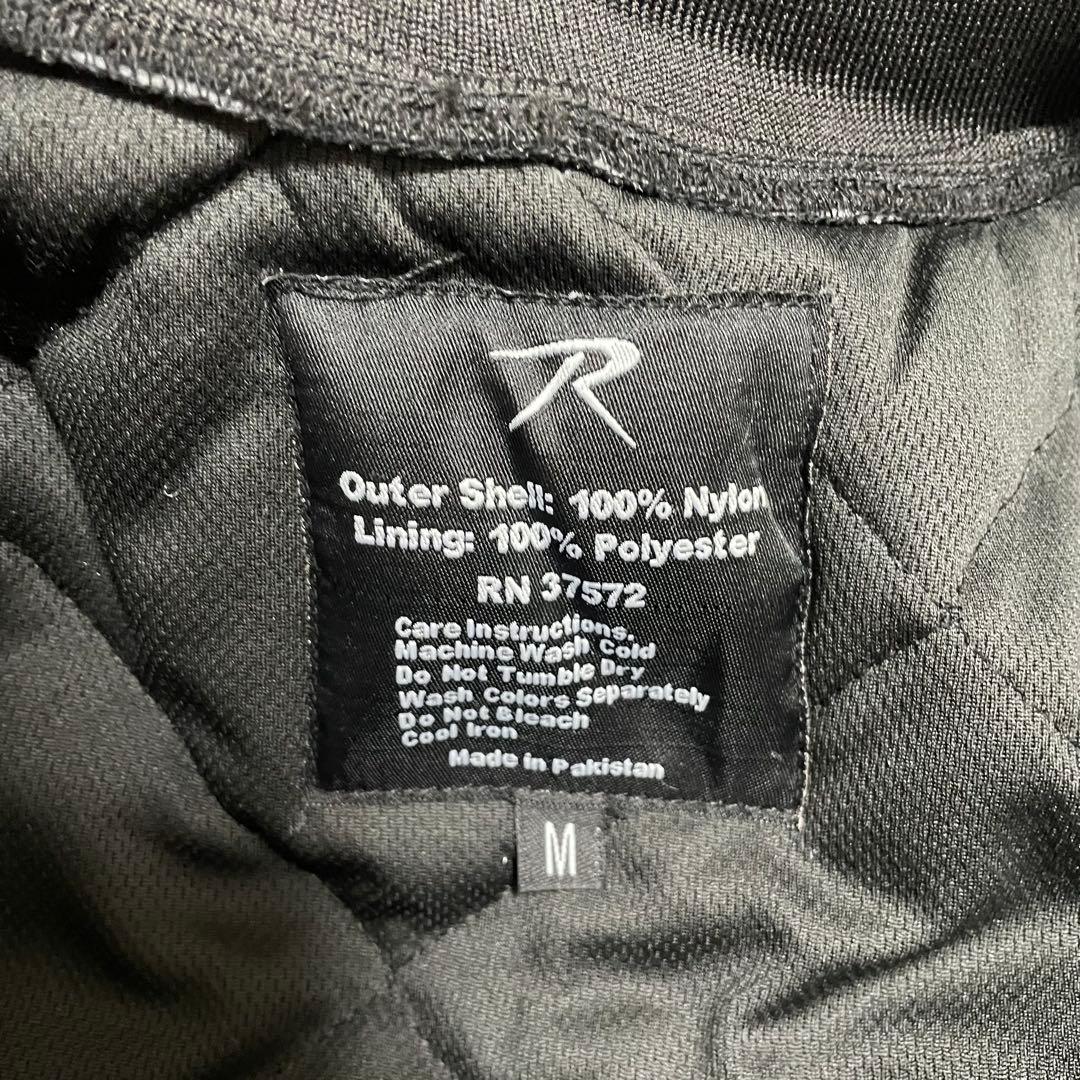 R
Outer Shell: 100% Nylon
Lining: 100% Polyester
RN 37572
Care Instructions.
Machine Wash Cold
Do Not Tumble Dry
Wash Colors Separately
Do Not Bleach
Cool Iron
Made in Pakistan
M